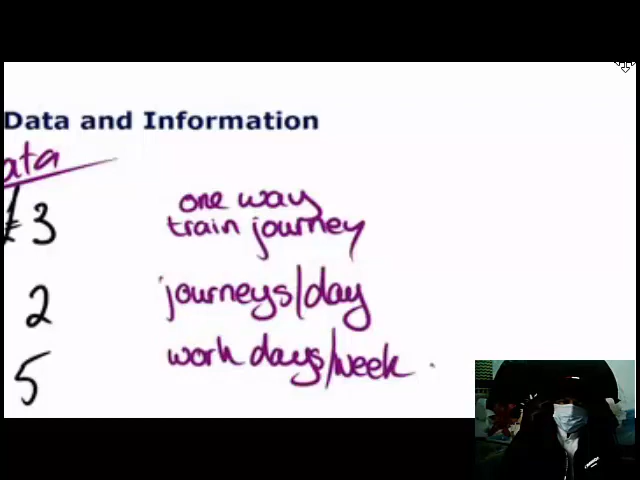 Data and Information
ata
£3 one way
train journey
2 journeys/day
5 work days/week